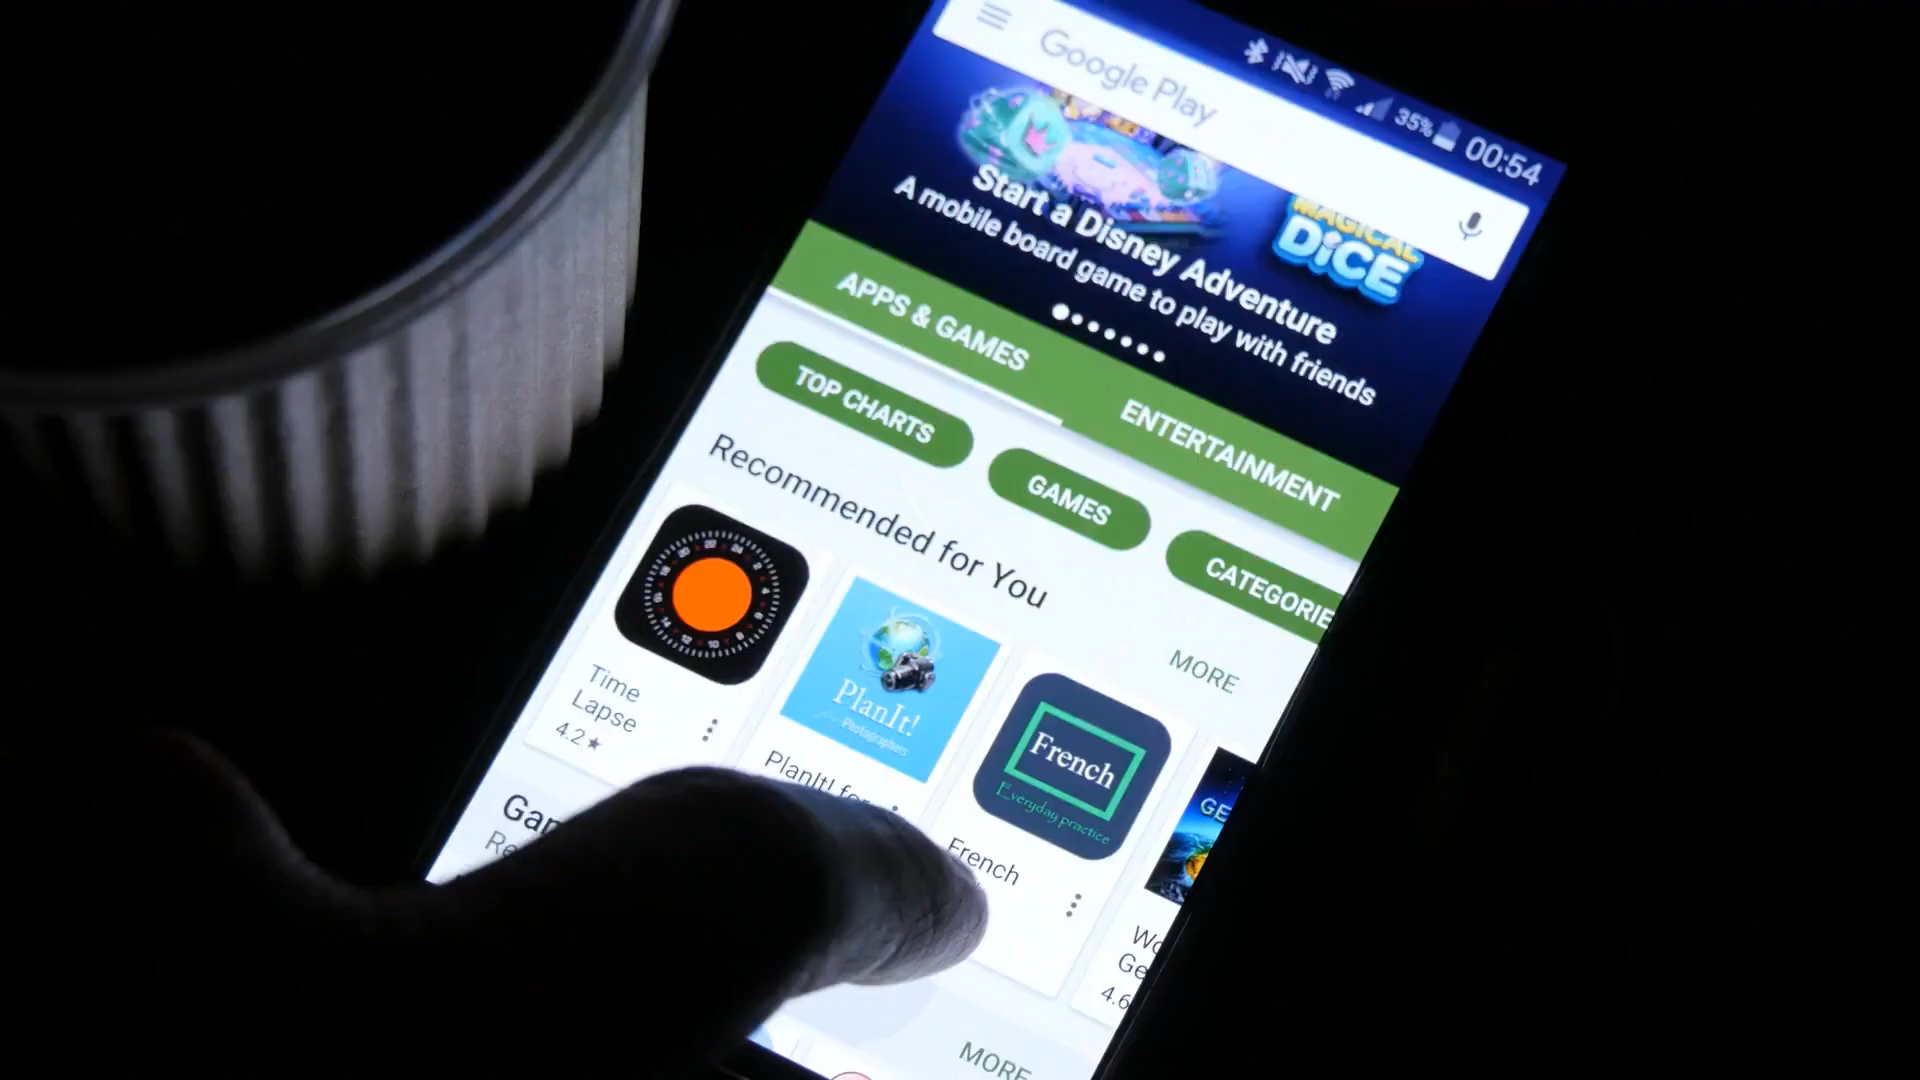 35% 00:54
Google Play
MAGICAL
DiCE
Start a Disney Adventure
A mobile board game to play with friends
APPS & GAMES
ENTERTAINMENT
TOP CHARTS
GAMES
CATEGORIE
Recommended for You
MORE
PlanIt!
for
Photographers
French
Everyday practice
GE
Time
Lapse
4.2★
PlanIt! for
French
Wo
Ge
4.6
Gam
Re
MORE